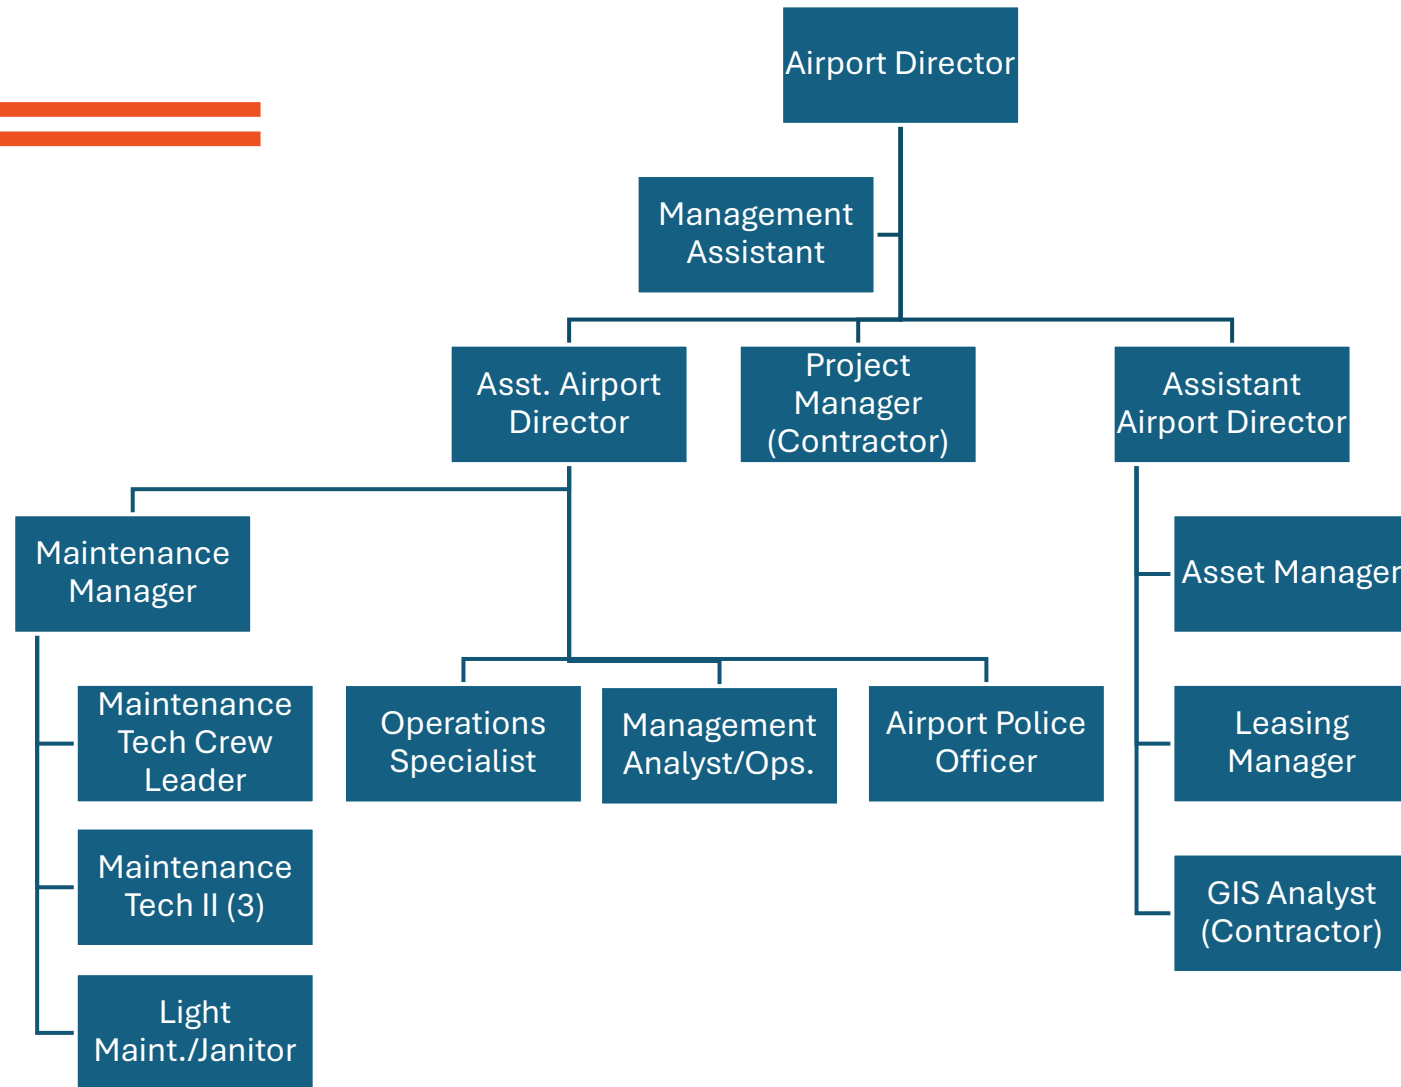 Airport Director
Management
Assistant
Asst. Airport
Director
Project
Manager
(Contractor)
Assistant
Airport Director
Maintenance
Manager
Asset Manager
Maintenance
Tech Crew
Leader
Operations
Specialist
Management
Analyst/Ops.
Airport Police
Officer
Leasing
Manager
Maintenance
Tech II (3)
GIS Analyst
(Contractor)
Light
Maint./Janitor